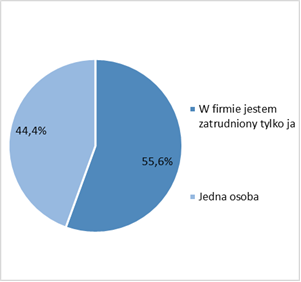 44,4%
55,6%
W firmie jestem
zatrudniony tylko ja
Jedna osoba